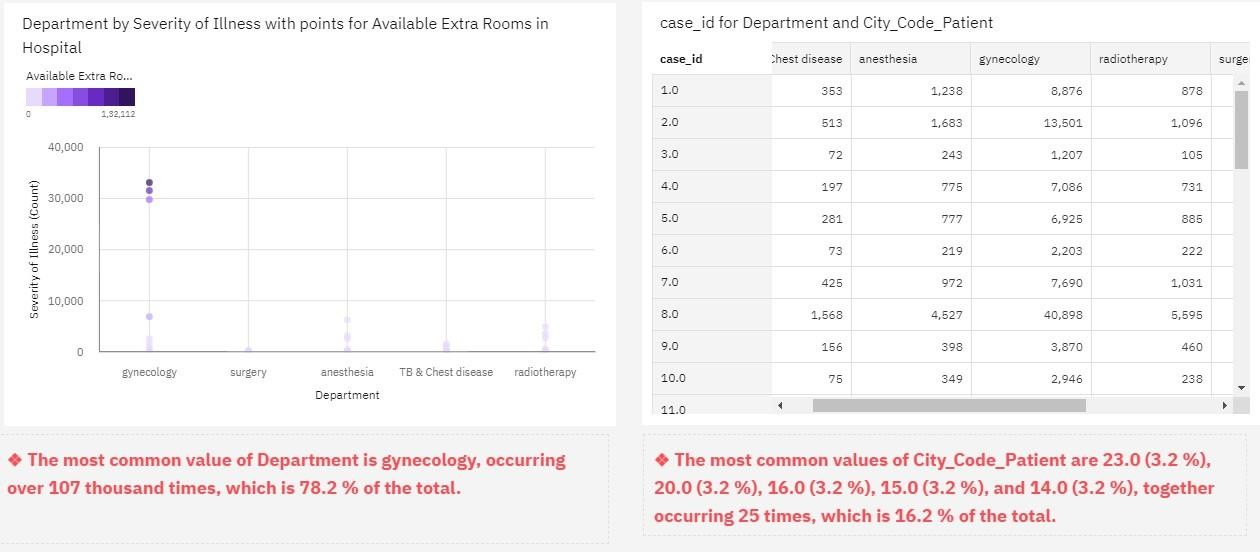 Department by Severity of Illness with points for Available Extra Rooms in
Hospital
Available Extra Ro...
0 1,32,112
40,000
30,000
20,000
10,000
0
Severity of Illness (Count)
gynecology surgery anesthesia TB & Chest disease radiotherapy
Department
❖ The most common value of Department is gynecology, occurring
over 107 thousand times, which is 78.2 % of the total.
case_id for Department and City_Code_Patient
case_id Chest disease anesthesia gynecology radiotherapy surge
1.0 353 1,238 8,876 878
2.0 513 1,683 13,501 1,096
3.0 72 243 1,207 105
4.0 197 775 7,086 731
5.0 281 777 6,925 885
6.0 73 219 2,203 222
7.0 425 972 7,690 1,031
8.0 1,568 4,527 40,898 5,595
9.0 156 398 3,870 460
10.0 75 349 2,946 238
11.0
❖ The most common values of City_Code_Patient are 23.0 (3.2 %),
20.0 (3.2 %), 16.0 (3.2 %), 15.0 (3.2 %), and 14.0 (3.2 %), together
occurring 25 times, which is 16.2 % of the total.